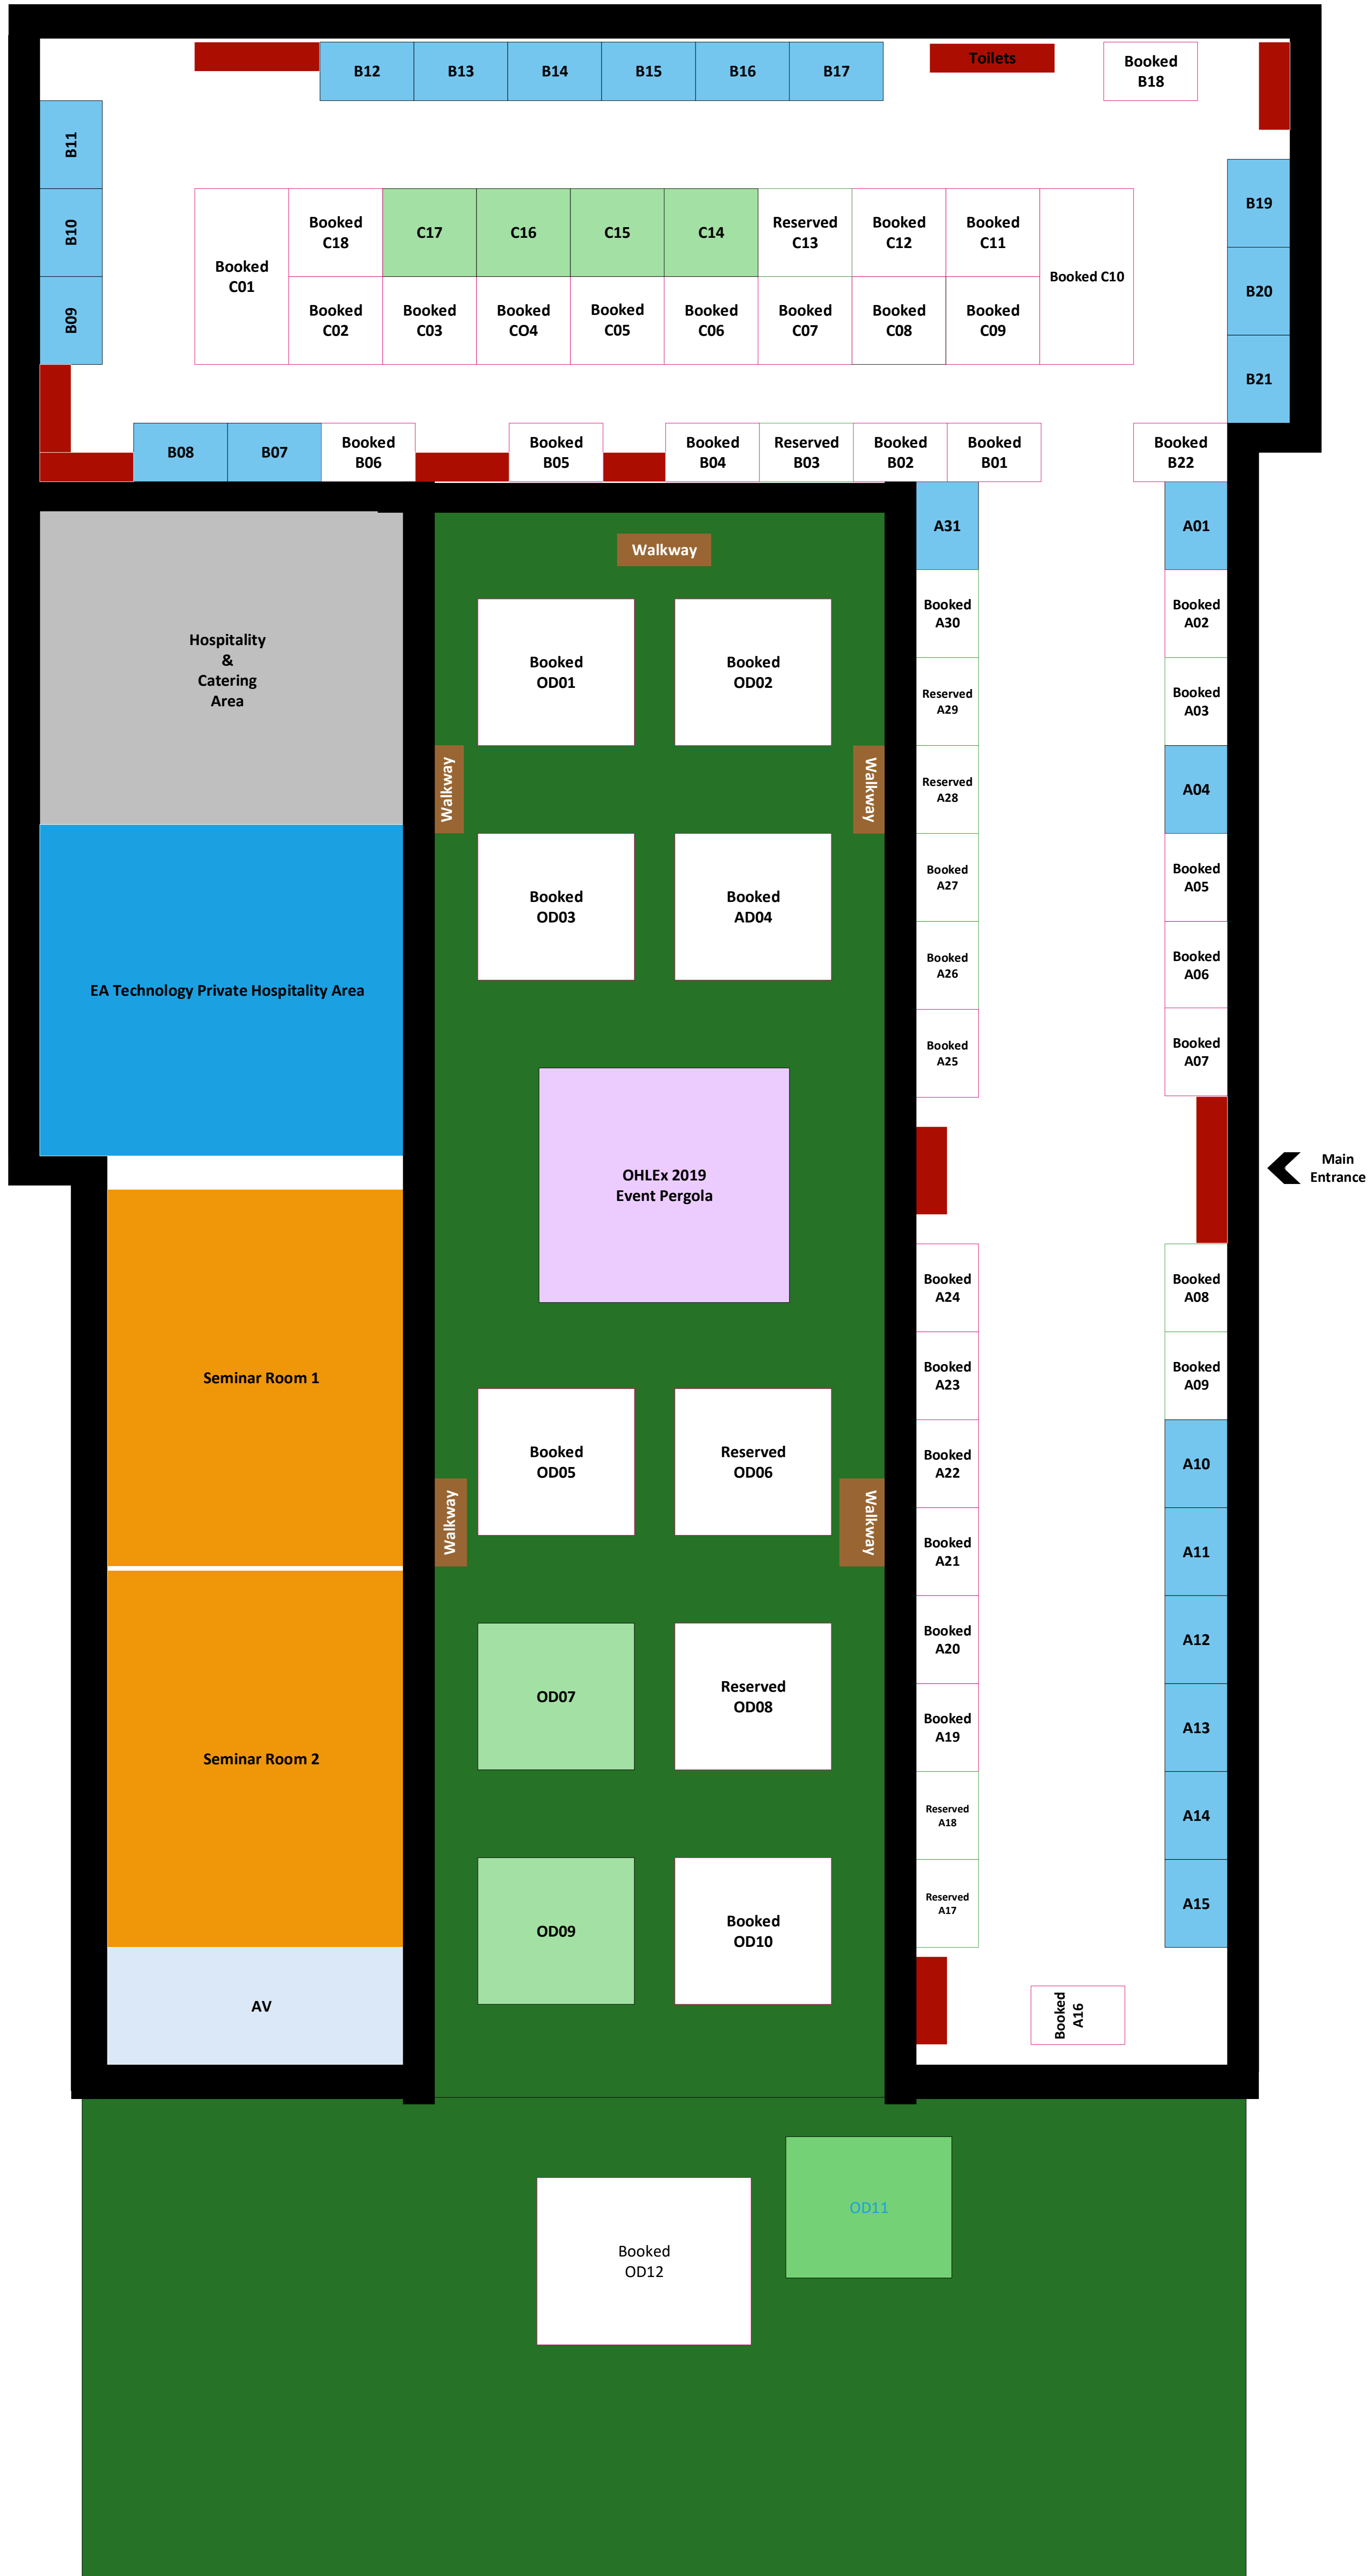 B12
B13
B14
B15
B16
B17
Toilets
Booked
B18
B11
B10
B09
B19
B20
B21
Booked
C01
Booked
C18
C17
C16
C15
C14
Reserved
C13
Booked
C12
Booked
C11
Booked C10
Booked
C02
Booked
C03
Booked
CO4
Booked
C05
Booked
C06
Booked
C07
Booked
C08
Booked
C09
B08
B07
Booked
B06
Booked
B05
Booked
B04
Reserved
B03
Booked
B02
Booked
B01
Booked
B22
Hospitality
&
Catering
Area
EA Technology Private Hospitality Area
Seminar Room 1
Seminar Room 2
AV
Walkway
Booked
OD01
Booked
OD02
Walkway
Walkway
Booked
OD03
Booked
AD04
OHLEx 2019
Event Pergola
Booked
OD05
Reserved
OD06
Walkway
Walkway
OD07
Reserved
OD08
OD09
Booked
OD10
A31
Booked
A30
Reserved
A29
Reserved
A28
Booked
A27
Booked
A26
Booked
A25
Booked
A24
Booked
A23
Booked
A22
Booked
A21
Booked
A20
Booked
A19
Reserved
A18
Reserved
A17
A01
Booked
A02
Booked
A03
A04
Booked
A05
Booked
A06
Booked
A07
Main
Entrance
Booked
A08
Booked
A09
A10
A11
A12
A13
A14
A15
Booked
A16
OD11
Booked
OD12